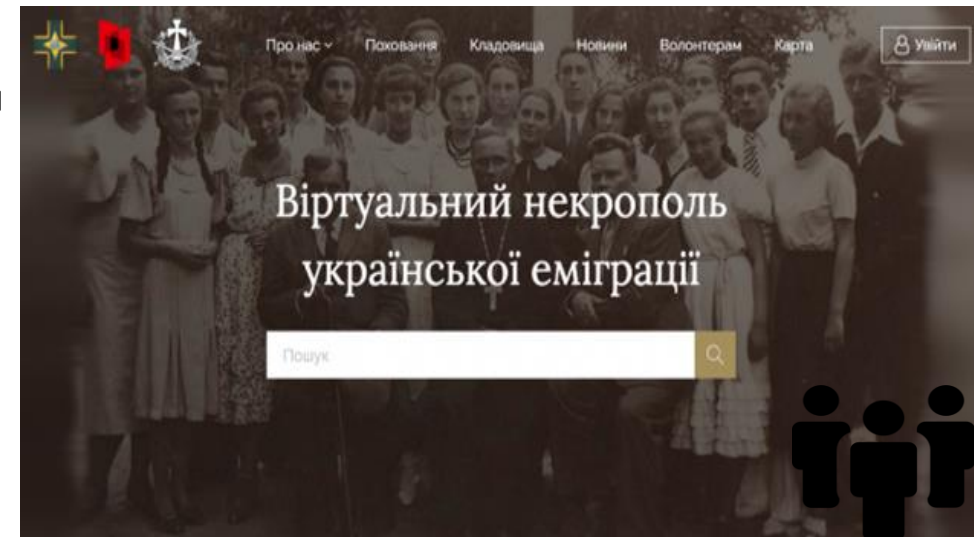 Про нас Поховання Кладовища Новини Волонтерам Карта Увійти
Віртуальний некрополь
української еміграції
Пошук